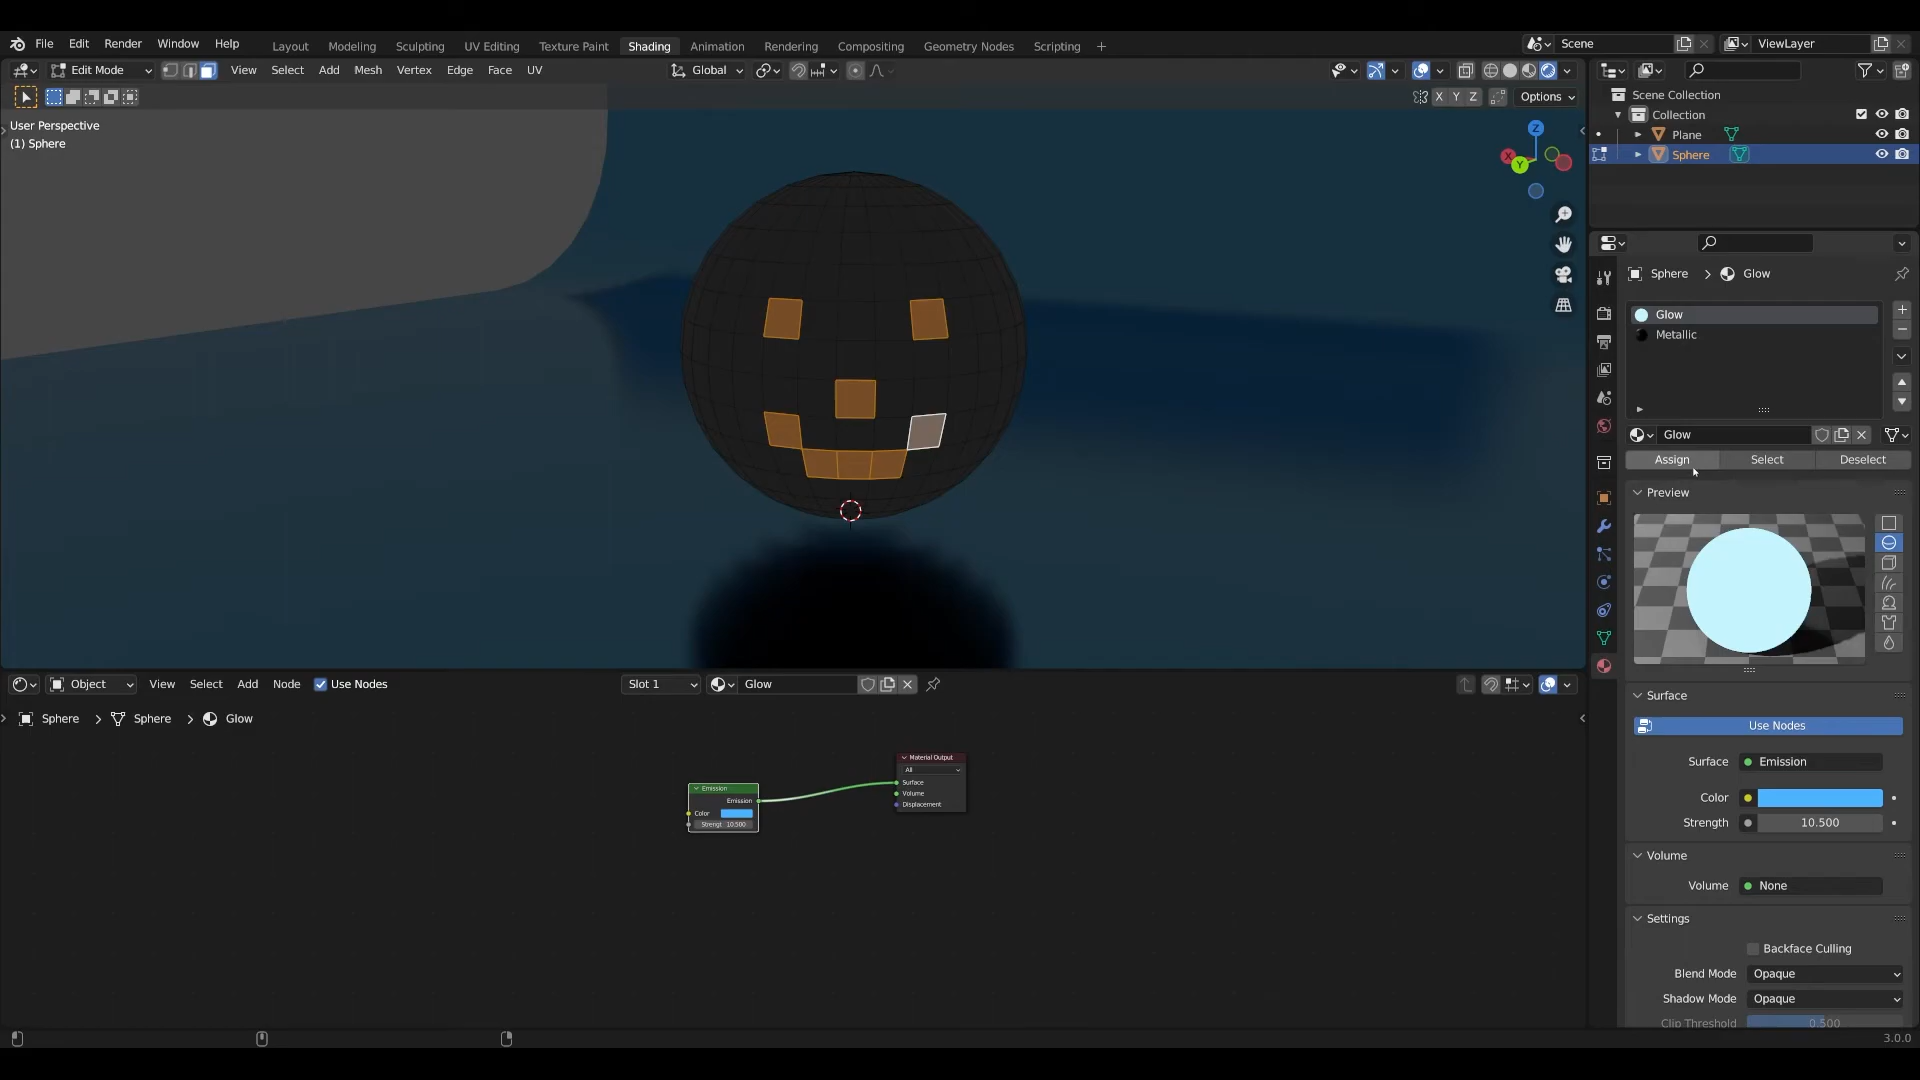 File Edit Render Window Help Layout Modeling Sculpting UV Editing Texture Paint Shading Animation Rendering Compositing Geometry Nodes Scripting + Scene ViewLayer
Edit Mode View Select Add Mesh Vertex Edge Face UV Global
X Y Z Options
User Perspective
(1) Sphere
Z
X
Y
Scene Collection
Collection
Plane
Sphere
Sphere > Glow
Glow
Metallic
Glow
Assign Select Deselect
Preview
Surface
Use Nodes
Surface Emission
Color
Strength 10.500
Volume
Volume None
Settings
Backface Culling
Blend Mode Opaque
Shadow Mode Opaque
Clip Threshold 0.500
Object View Select Add Node Use Nodes Slot 1 Glow
Sphere > Sphere > Glow
Emission
Emission
Color
Strengt 10.500
Material Output
All
Surface
Volume
Displacement
3.0.0